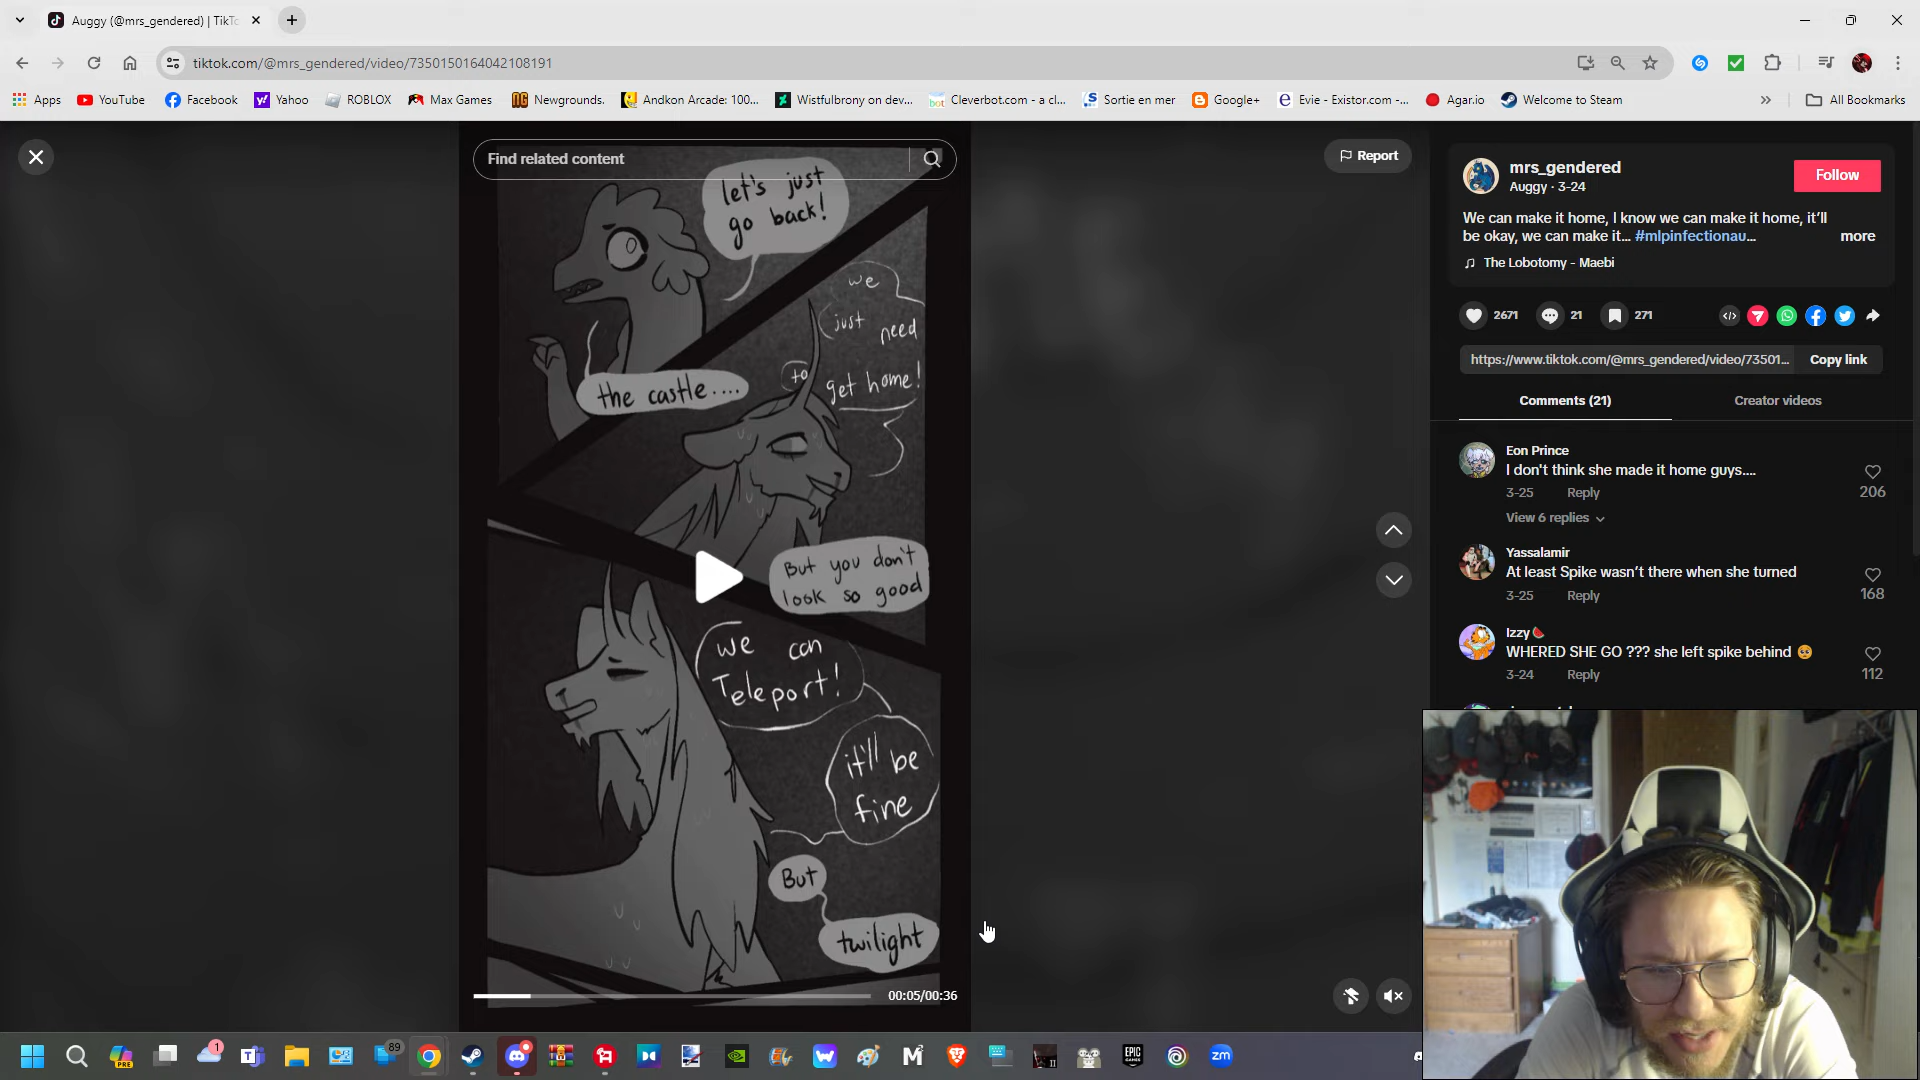 Auggy (@mrs_gendered) | TikTo
tiktok.com/@mrs_gendered/video/7350150164042108191
Apps
YouTube
Facebook
Yahoo
ROBLOX
Max Games
Newgrounds.
Andkon Arcade: 100...
Wistfulbrony on dev...
Cleverbot.com - a cl...
Sortie en mer
Google+
Evie - Existor.com -...
Agar.io
Welcome to Steam
All Bookmarks
Find related content
Report
let's just
go back!
the castle....
we
just need
to get home!
But you don't
look so good
we can
Teleport!
it'll be
fine
But
twilight
00:05/00:36
mrs_gendered
Auggy · 3-24
Follow
We can make it home, I know we can make it home, it'll
be okay, we can make it... #mlpinfectionau...
more
The Lobotomy - Maebi
2671
21
271
https://www.tiktok.com/@mrs_gendered/video/73501...
Copy link
Comments (21)
Creator videos
Eon Prince
I don't think she made it home guys....
3-25 Reply
206
View 6 replies
Yassalamir
At least Spike wasn't there when she turned
3-25 Reply
168
Izzy
WHERED SHE GO ??? she left spike behind
3-24 Reply
112
1
89
PRE
EPIC
GAMES
zm